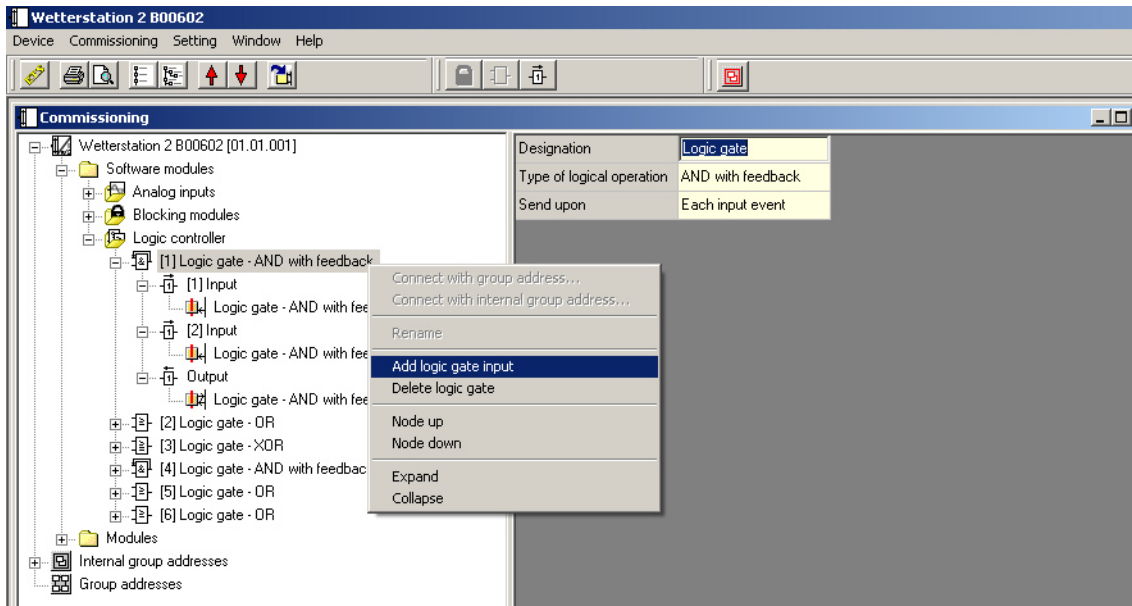 Wetterstation 2 B00602
Device Commissioning Setting Window Help
Commissioning
Wetterstation 2 B00602 [01.01.001]
Software modules
Analog inputs
Blocking modules
Logic controller
[1] Logic gate - AND with feedback
[1] Input
Logic gate - AND with fee
[2] Input
Logic gate - AND with fee
Output
Logic gate - AND with fee
[2] Logic gate - OR
[3] Logic gate - XOR
[4] Logic gate - AND with feedbac
[5] Logic gate - OR
[6] Logic gate - OR
Modules
Internal group addresses
Group addresses
Connect with group address...
Connect with internal group address...
Rename
Add logic gate input
Delete logic gate
Node up
Node down
Expand
Collapse
Designation Logic gate
Type of logical operation AND with feedback
Send upon Each input event